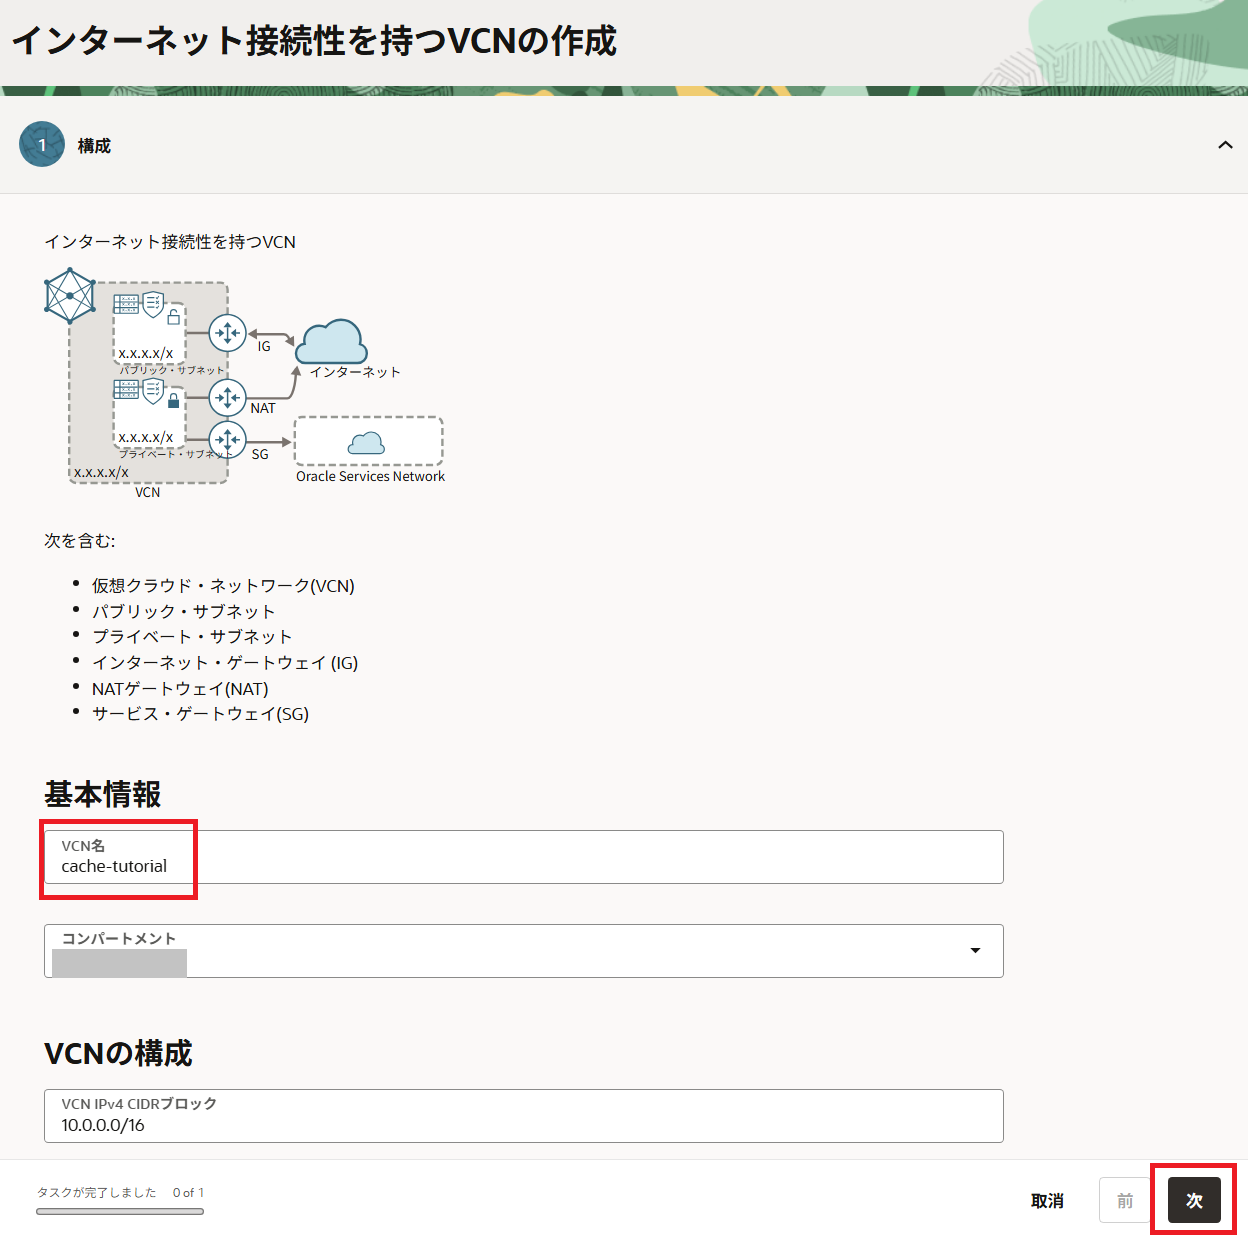 インターネット接続性を持つVCNの作成
1
構成
インターネット接続性を持つVCN
x.x.x.x/x
パブリック・サブネット
IG
インターネット
NAT
x.x.x.x/x
プライベート・サブネット
SG
x.x.x.x/x
VCN
Oracle Services Network
次を含む:
• 仮想クラウド・ネットワーク(VCN)
• パブリック・サブネット
• プライベート・サブネット
• インターネット・ゲートウェイ (IG)
• NATゲートウェイ(NAT)
• サービス・ゲートウェイ(SG)
基本情報
VCN名
cache-tutorial
コンパートメント
VCNの構成
VCN IPv4 CIDRブロック
10.0.0.0/16
タスクが完了しました 0 of 1
取消
前
次